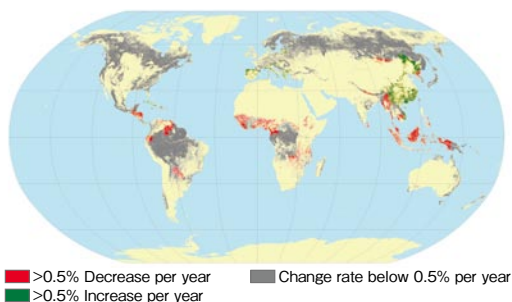 >0.5% Decrease per year
Change rate below 0.5% per year
>0.5% Increase per year